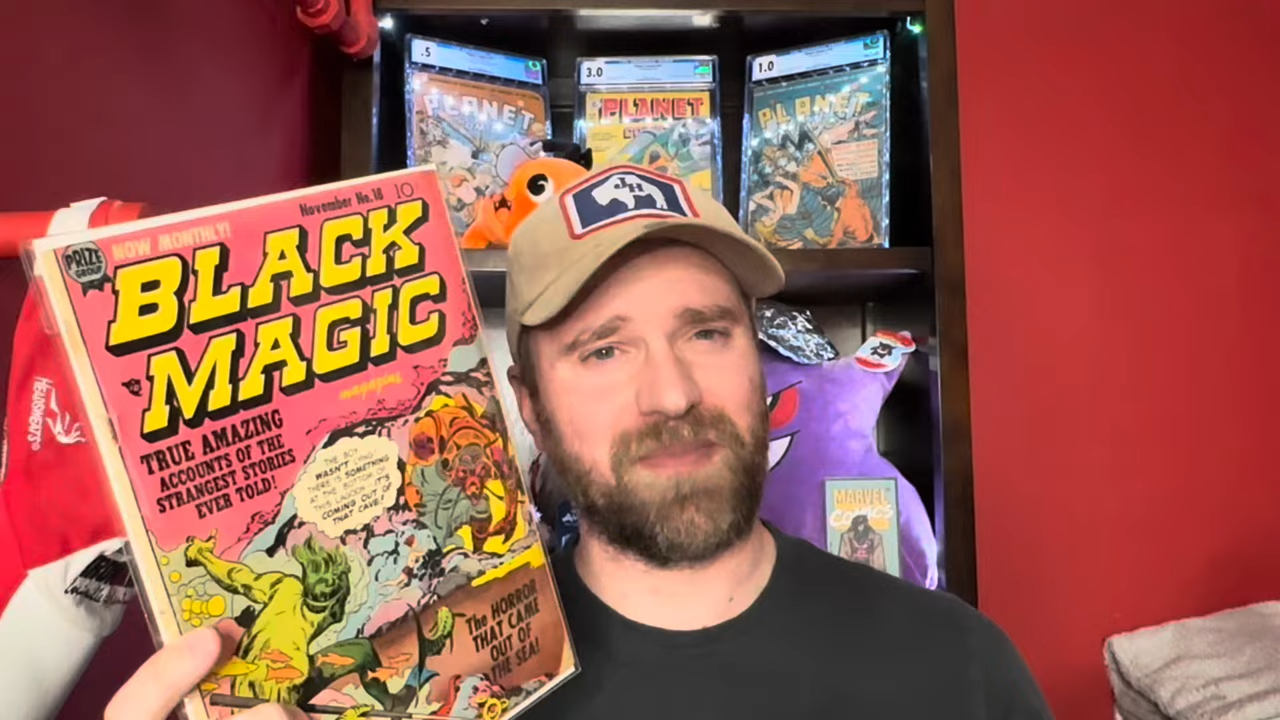 .5
3.0
1.0
PLANET
PLANET
PLANET
JH
November No.18 10
NOW MONTHLY!
PRIZE
GROUP
BLACK
MAGIC
magazine
TRUE AMAZING
ACCOUNTS OF THE
STRANGEST STORIES
EVER TOLD!
THE BOY
WASN'T LYING!
THERE IS SOMETHING
AT THE BOTTOM OF
THIS LAGOON! IT'S
COMING OUT OF
THAT CAVE!
The HORROR
THAT CAME
OUT OF
THE SEA!
MARVEL
COMICS